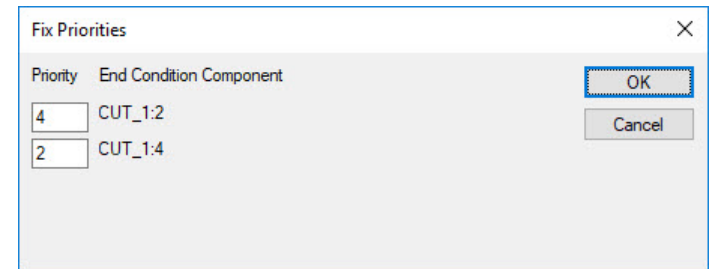 Fix Priorities
Priority End Condition Component
OK
4 CUT_1:2
Cancel
2 CUT_1:4